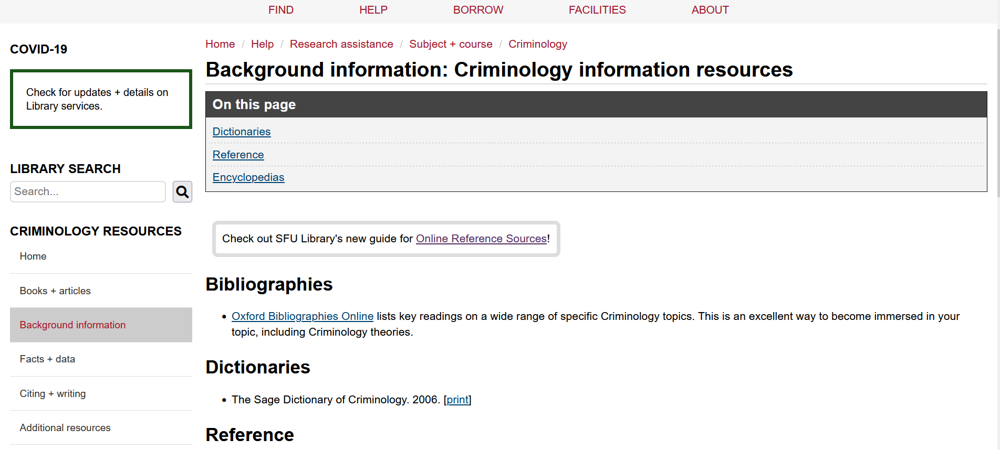 FIND HELP BORROW FACILITIES ABOUT
COVID-19
Check for updates + details on
Library services.
LIBRARY SEARCH
Search...
CRIMINOLOGY RESOURCES
Home
Books + articles
Background information
Facts + data
Citing + writing
Additional resources
Home / Help / Research assistance / Subject + course / Criminology
Background information: Criminology information resources
On this page
Dictionaries
Reference
Encyclopedias
Check out SFU Library's new guide for Online Reference Sources!
Bibliographies
• Oxford Bibliographies Online lists key readings on a wide range of specific Criminology topics. This is an excellent way to become immersed in your
topic, including Criminology theories.
Dictionaries
• The Sage Dictionary of Criminology. 2006. [print]
Reference